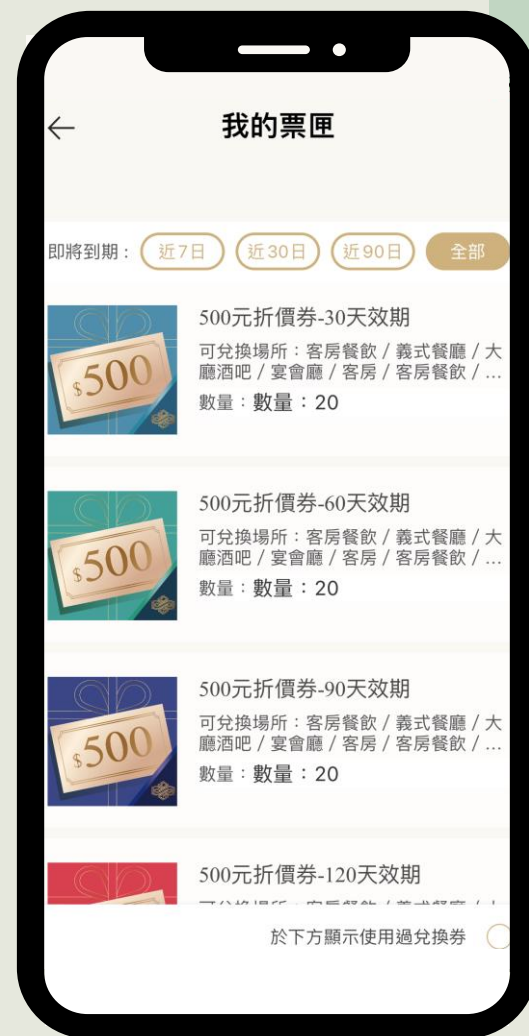 我的票匣
即將到期： 近7日 近30日 近90日 全部
500元折價券-30天效期
可兌換場所：客房餐飲 / 義式餐廳 / 大
廳酒吧 / 宴會廳 / 客房 / 客房餐飲 / ...
數量：數量：20
$500
500元折價券-60天效期
可兌換場所：客房餐飲 / 義式餐廳 / 大
廳酒吧 / 宴會廳 / 客房 / 客房餐飲 / ...
數量：數量：20
$500
500元折價券-90天效期
可兌換場所：客房餐飲 / 義式餐廳 / 大
廳酒吧 / 宴會廳 / 客房 / 客房餐飲 / ...
數量：數量：20
$500
500元折價券-120天效期
於下方顯示使用過兌換券